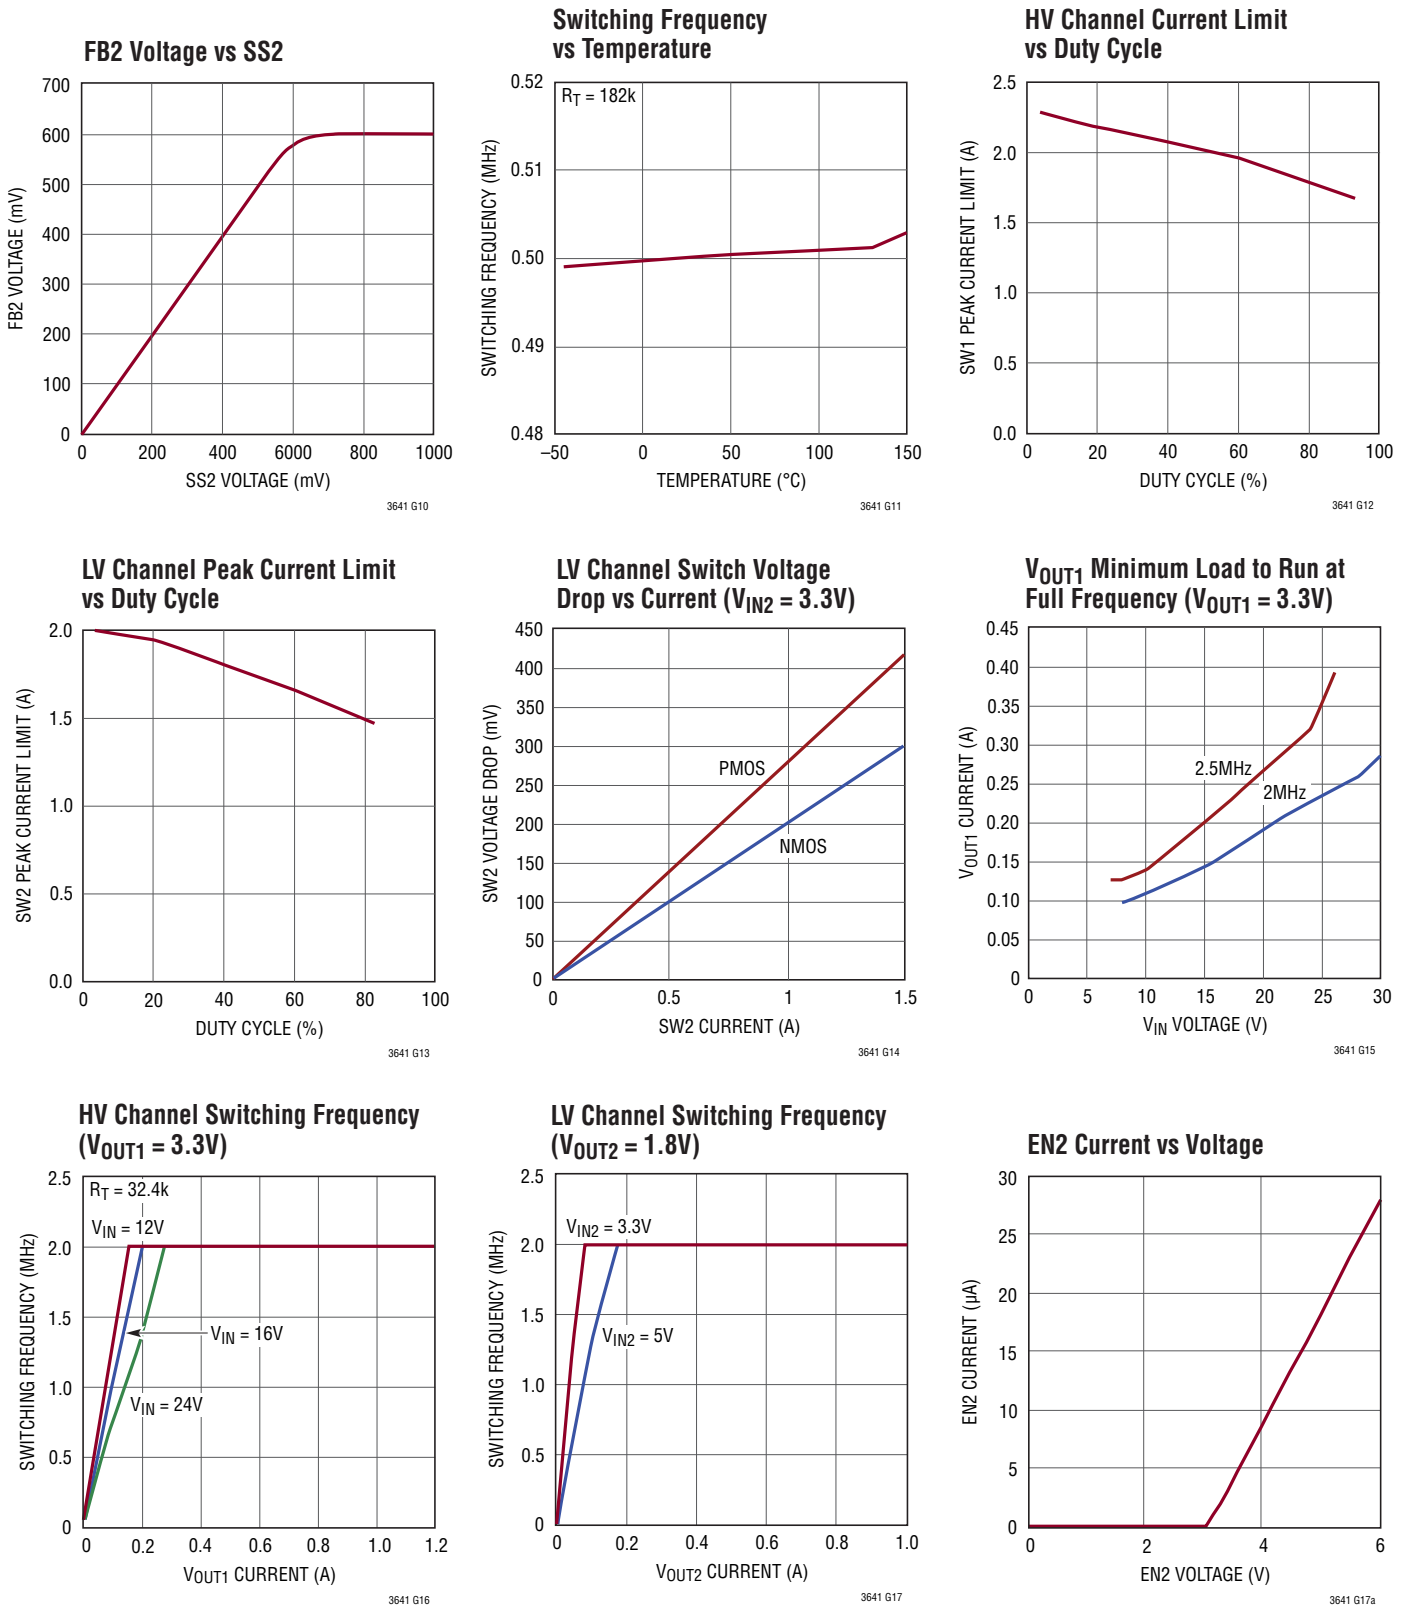 FB2 Voltage vs SS2
700
600
500
400
300
200
100
0
FB2 VOLTAGE (mV)
0 200 400 6000 800 1000
SS2 VOLTAGE (mV)
3641 G10
Switching Frequency
vs Temperature
RT = 182k
0.52
0.51
0.50
0.49
0.48
SWITCHING FREQUENCY (MHz)
–50 0 50 100 150
TEMPERATURE (°C)
3641 G11
HV Channel Current Limit
vs Duty Cycle
2.5
2.0
1.5
1.0
0.5
0.0
SW1 PEAK CURRENT LIMIT (A)
0 20 40 60 80 100
DUTY CYCLE (%)
3641 G12
LV Channel Peak Current Limit
vs Duty Cycle
2.0
1.5
1.0
0.5
0.0
SW2 PEAK CURRENT LIMIT (A)
0 20 40 60 80 100
DUTY CYCLE (%)
3641 G13
LV Channel Switch Voltage
Drop vs Current (VIN2 = 3.3V)
450
400
350
300
250
200
150
100
50
0
SW2 VOLTAGE DROP (mV)
PMOS
NMOS
0 0.5 1 1.5
SW2 CURRENT (A)
3641 G14
VOUT1 Minimum Load to Run at
Full Frequency (VOUT1 = 3.3V)
0.45
0.40
0.35
0.30
0.25
0.20
0.15
0.10
0.05
0
VOUT1 CURRENT (A)
2.5MHz
2MHz
0 5 10 15 20 25 30
VIN VOLTAGE (V)
3641 G15
HV Channel Switching Frequency
(VOUT1 = 3.3V)
2.5
2.0
1.5
1.0
0.5
0
SWITCHING FREQUENCY (MHz)
RT = 32.4k
VIN = 12V
VIN = 16V
VIN = 24V
0 0.2 0.4 0.6 0.8 1.0 1.2
VOUT1 CURRENT (A)
3641 G16
LV Channel Switching Frequency
(VOUT2 = 1.8V)
2.5
2.0
1.5
1.0
0.5
0
SWITCHING FREQUENCY (MHz)
VIN2 = 3.3V
VIN2 = 5V
0 0.2 0.4 0.6 0.8 1.0
VOUT2 CURRENT (A)
3641 G17
EN2 Current vs Voltage
30
25
20
15
10
5
0
EN2 CURRENT (µA)
0 2 4 6
EN2 VOLTAGE (V)
3641 G17a